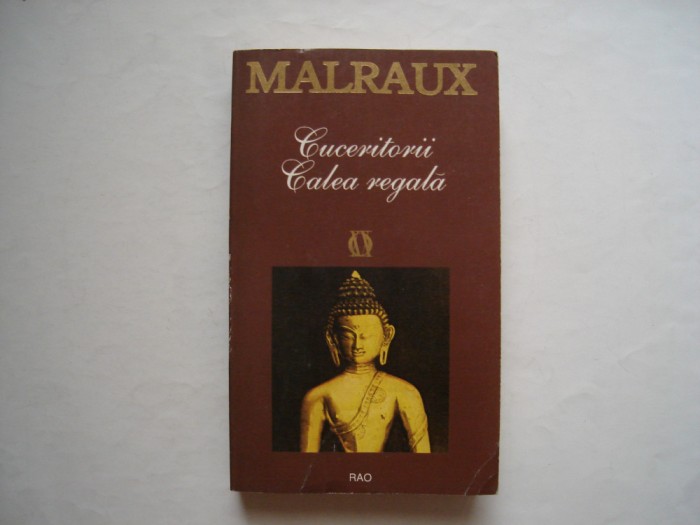 MALRAUX
Cuceritorii
Calea regală
RAO